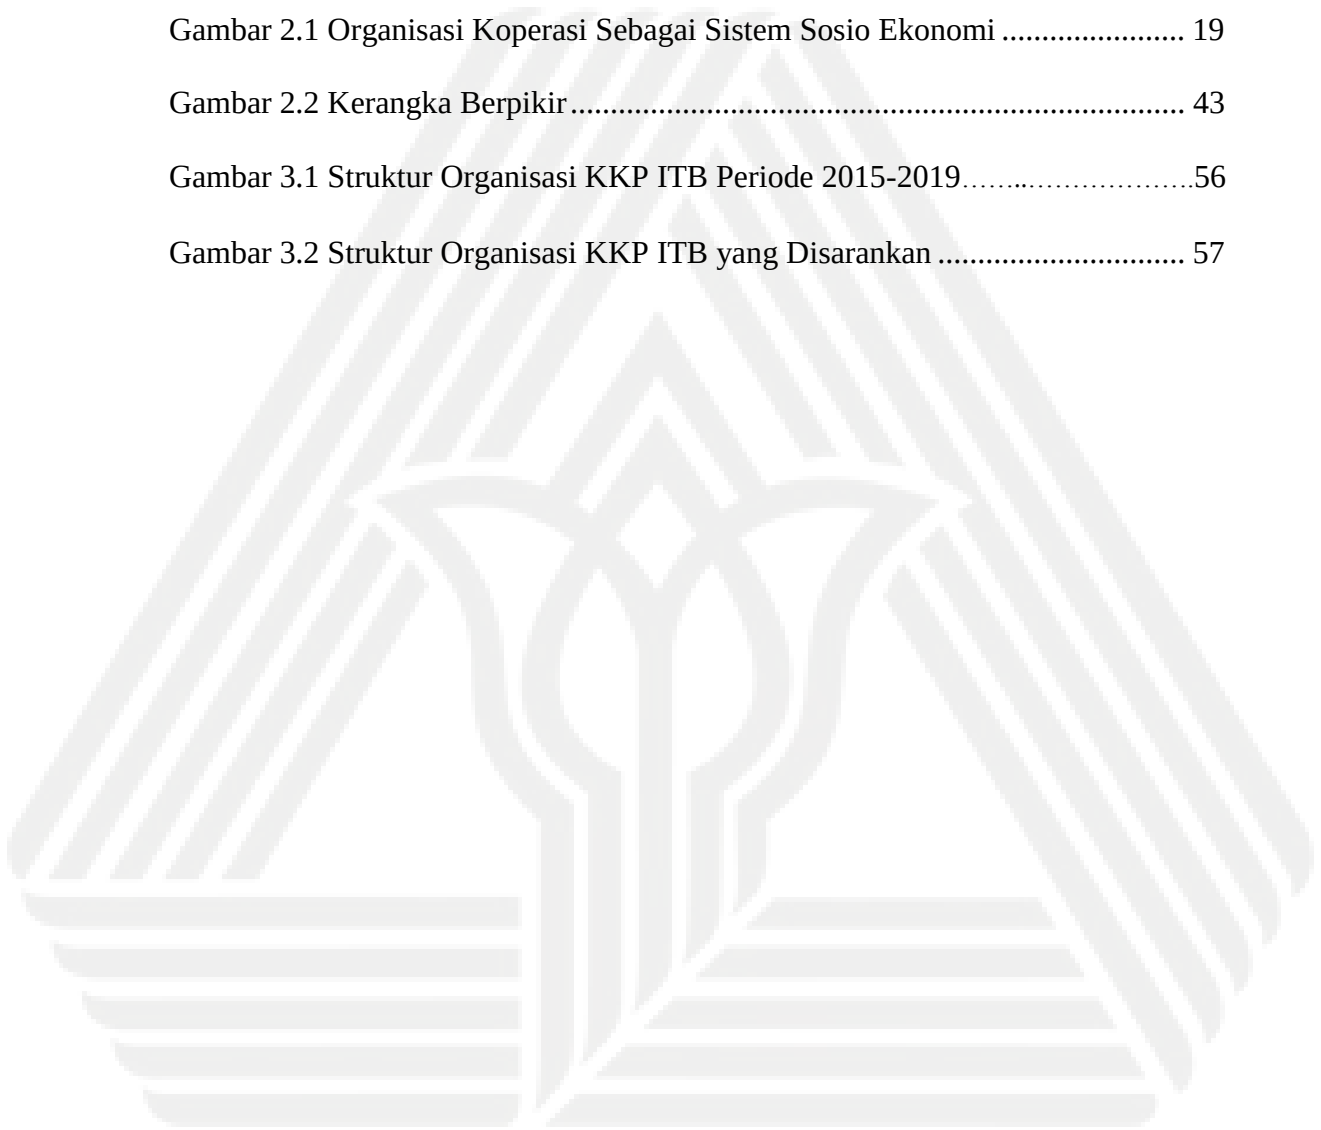 Gambar 2.1 Organisasi Koperasi Sebagai Sistem Sosio Ekonomi ....................... 19
Gambar 2.2 Kerangka Berpikir ............................................................................. 43
Gambar 3.1 Struktur Organisasi KKP ITB Periode 2015-2019……..……………….56
Gambar 3.2 Struktur Organisasi KKP ITB yang Disarankan ............................... 57